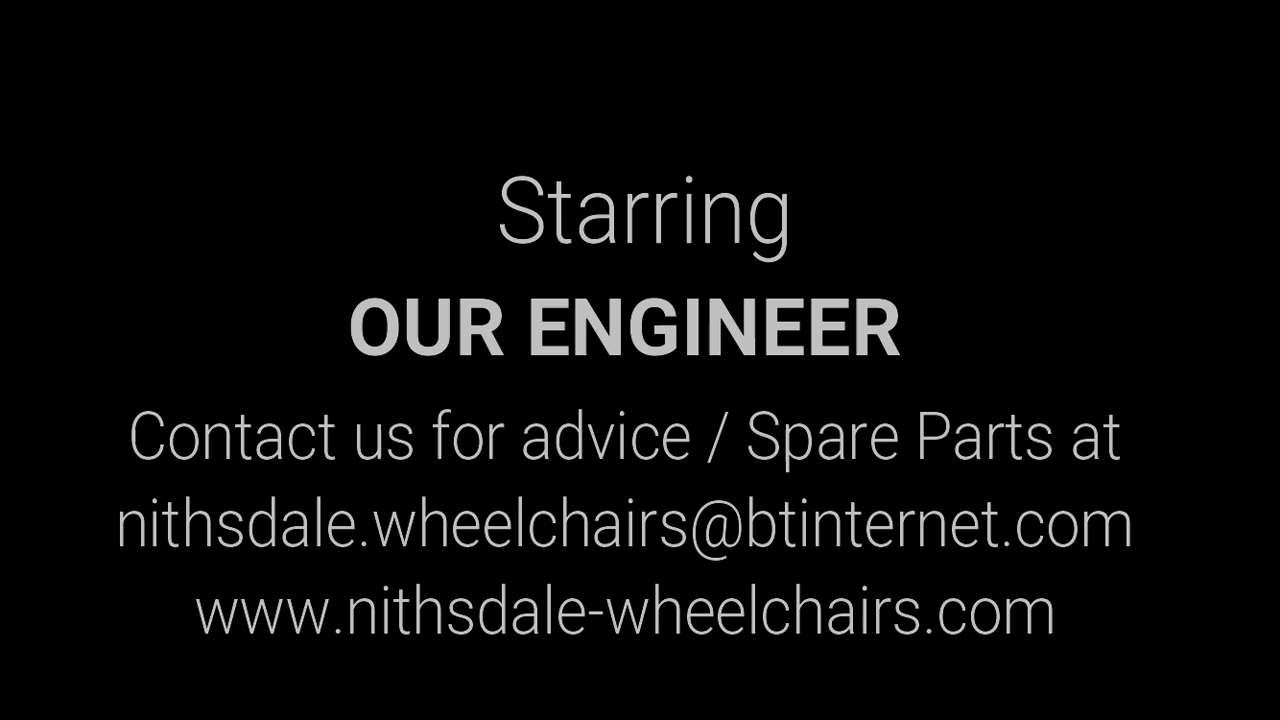 Starring
OUR ENGINEER
Contact us for advice / Spare Parts at
nithsdale.wheelchairs@btinternet.com
www.nithsdale-wheelchairs.com